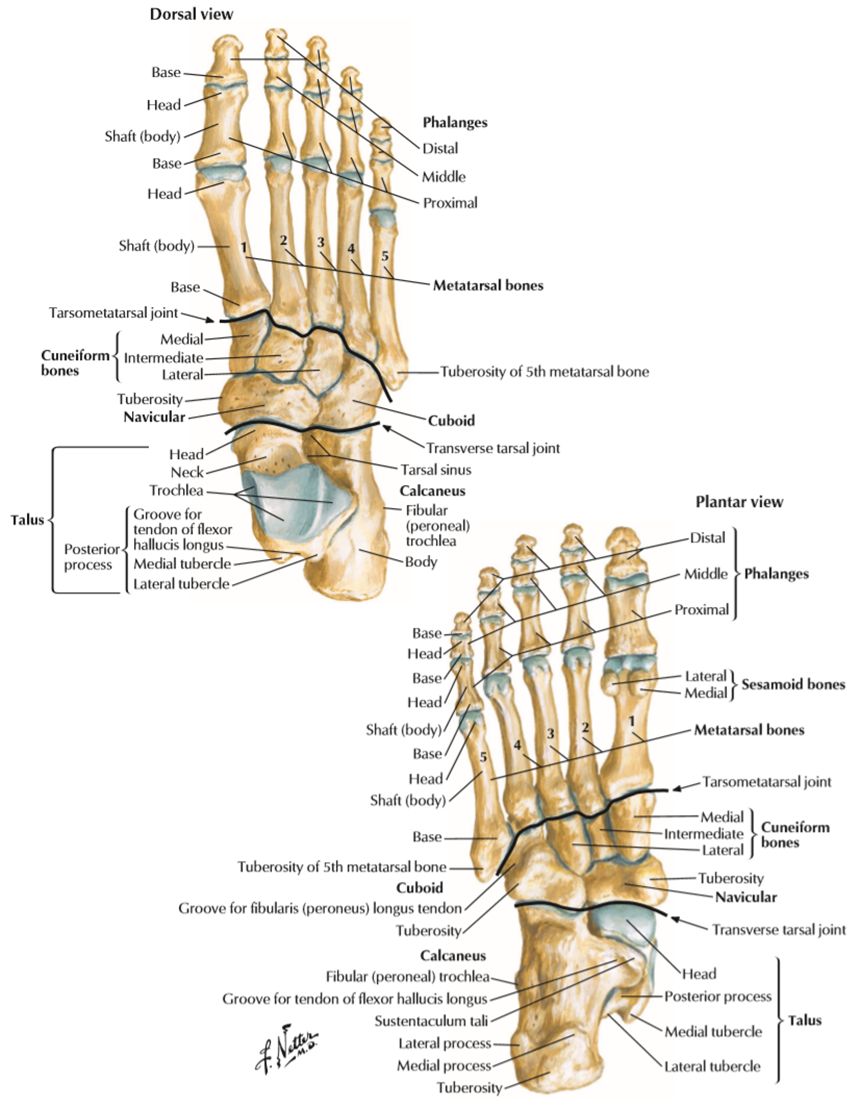 Dorsal view
Base
Head
Shaft (body)
Base
Head
Phalanges
Distal
Middle
Proximal
Shaft (body)
1
2
3
4
5
Metatarsal bones
Base
Tarsometatarsal joint
Medial
Cuneiform
bones
Intermediate
Lateral
Tuberosity of 5th metatarsal bone
Tuberosity
Navicular
Cuboid
Transverse tarsal joint
Head
Neck
Tarsal sinus
Trochlea
Calcaneus
Talus
Posterior
process
Groove for
tendon of flexor
hallucis longus
Medial tubercle
Lateral tubercle
Fibular
(peroneal)
trochlea
Body
Plantar view
Distal
Middle
Phalanges
Proximal
Base
Head
Base
Head
Shaft (body)
Base
Head
Shaft (body)
Lateral
Medial
Sesamoid bones
5
4
3
2
1
Metatarsal bones
Tarsometatarsal joint
Base
Medial
Intermediate
Lateral
Cuneiform
bones
Tuberosity of 5th metatarsal bone
Cuboid
Groove for fibularis (peroneus) longus tendon
Tuberosity
Tuberosity
Navicular
Transverse tarsal joint
Calcaneus
Fibular (peroneal) trochlea
Groove for tendon of flexor hallucis longus
Sustentaculum tali
Lateral process
Medial process
Tuberosity
Head
Posterior process
Talus
Medial tubercle
Lateral tubercle
F. Netter
M.D.